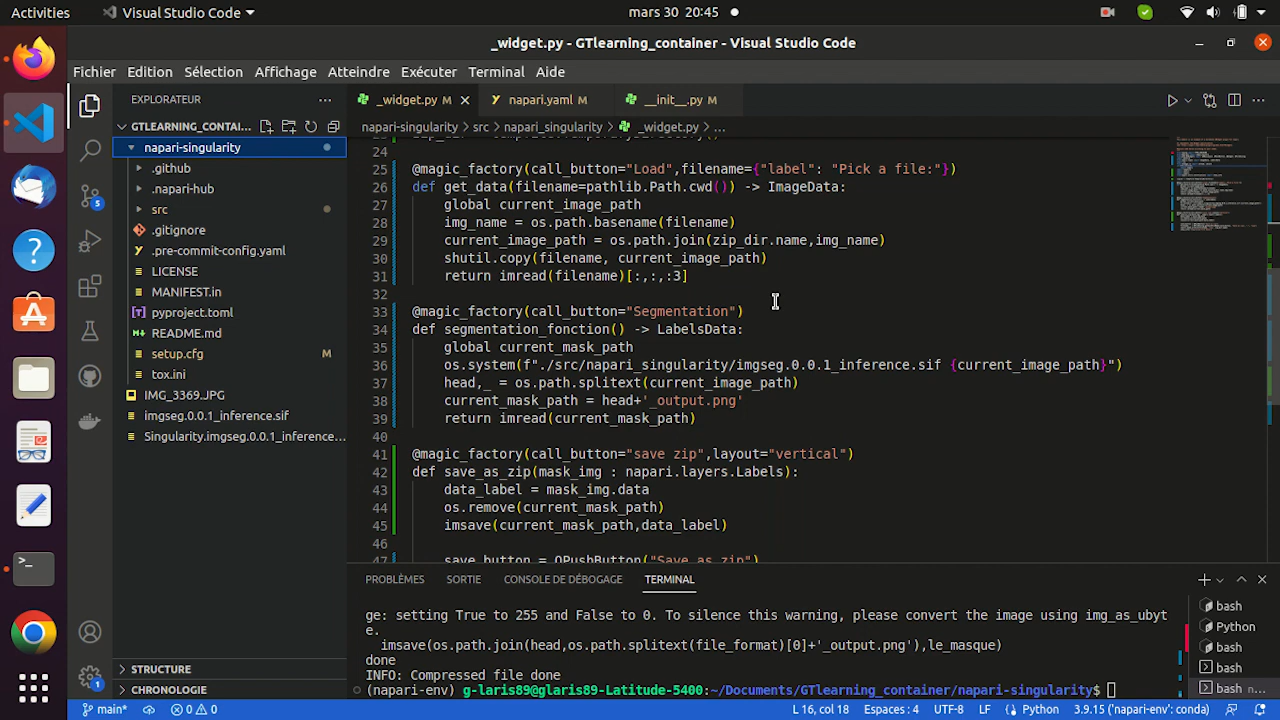 Activities
Visual Studio Code
mars 30 20:45
_widget.py - GTlearning_container - Visual Studio Code
Fichier Edition Sélection Affichage Atteindre Exécuter Terminal Aide
EXPLORATEUR
_widget.py M
napari.yaml M
__init__.py M
GTLEARNING_CONTAI...
napari-singularity > src > napari_singularity > _widget.py > ...
napari-singularity
.github
.napari-hub
src
.gitignore
.pre-commit-config.yaml
LICENSE
MANIFEST.in
pyproject.toml
README.md
setup.cfg M
tox.ini
IMG_3369.JPG
imgseg.0.0.1_inference.sif
Singularity.imgseg.0.0.1_inference...
STRUCTURE
CHRONOLOGIE
24
25 @magic_factory(call_button="Load",filename={"label": "Pick a file:"})
26 def get_data(filename=pathlib.Path.cwd()) -> ImageData:
27 global current_image_path
28 img_name = os.path.basename(filename)
29 current_image_path = os.path.join(zip_dir.name,img_name)
30 shutil.copy(filename, current_image_path)
31 return imread(filename)[:,:,:3]
32
33 @magic_factory(call_button="Segmentation")
34 def segmentation_fonction() -> LabelsData:
35 global current_mask_path
36 os.system(f"./src/napari_singularity/imgseg.0.0.1_inference.sif {current_image_path}")
37 head,_ = os.path.splitext(current_image_path)
38 current_mask_path = head+'_output.png'
39 return imread(current_mask_path)
40
41 @magic_factory(call_button="save zip",layout="vertical")
42 def save_as_zip(mask_img : napari.layers.Labels):
43 data_label = mask_img.data
44 os.remove(current_mask_path)
45 imsave(current_mask_path,data_label)
46
47 save_button = QPushButton("Save as zip")
PROBLÈMES SORTIE CONSOLE DE DÉBOGAGE TERMINAL
ge: setting True to 255 and False to 0. To silence this warning, please convert the image using img_as_ubyt
e.
imsave(os.path.join(head,os.path.splitext(file_format)[0]+'_output.png'),le_masque)
done
INFO: Compressed file done
(napari-env) g-laris89@glaris89-Latitude-5400:~/Documents/GTlearning_container/napari-singularity$
bash
Python
bash
bash
bash n...
5
1
main*
0 0
L 16, col 18
Espaces : 4
UTF-8
LF
Python
3.9.15 ('napari-env': conda)